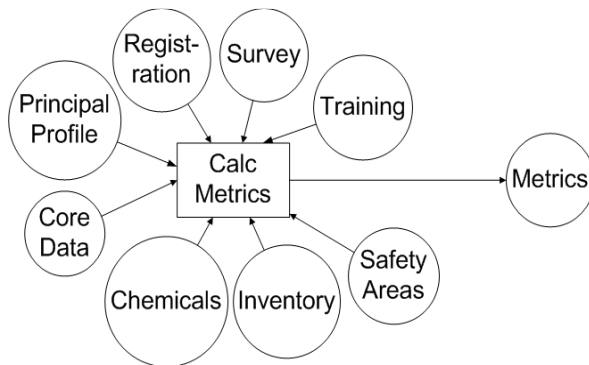 Regist-
ration
Survey
Training
Principal
Profile
Calc
Metrics
Metrics
Core
Data
Chemicals
Inventory
Safety
Areas